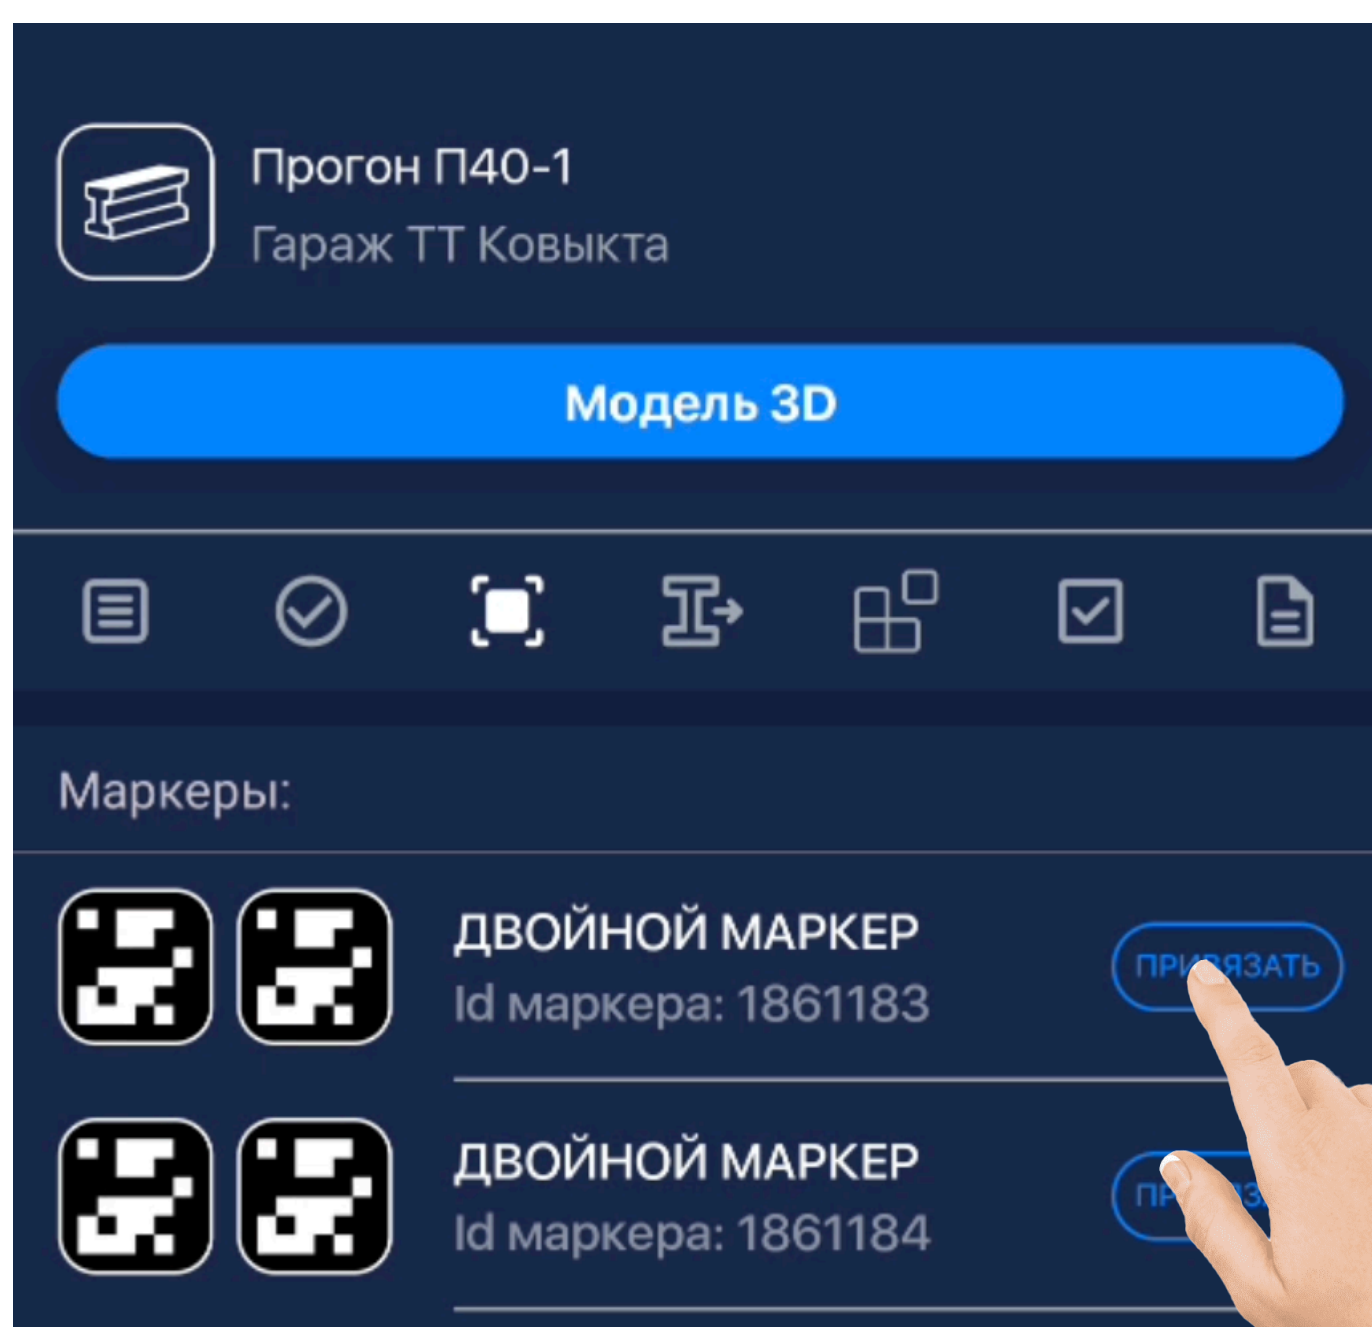 Прогон П40-1
Гараж ТТ Ковыкта
Модель 3D
Маркеры:
ДВОЙНОЙ МАРКЕР
ПРИВЯЗАТЬ
Id маркера: 1861183
ДВОЙНОЙ МАРКЕР
Id маркера: 1861184